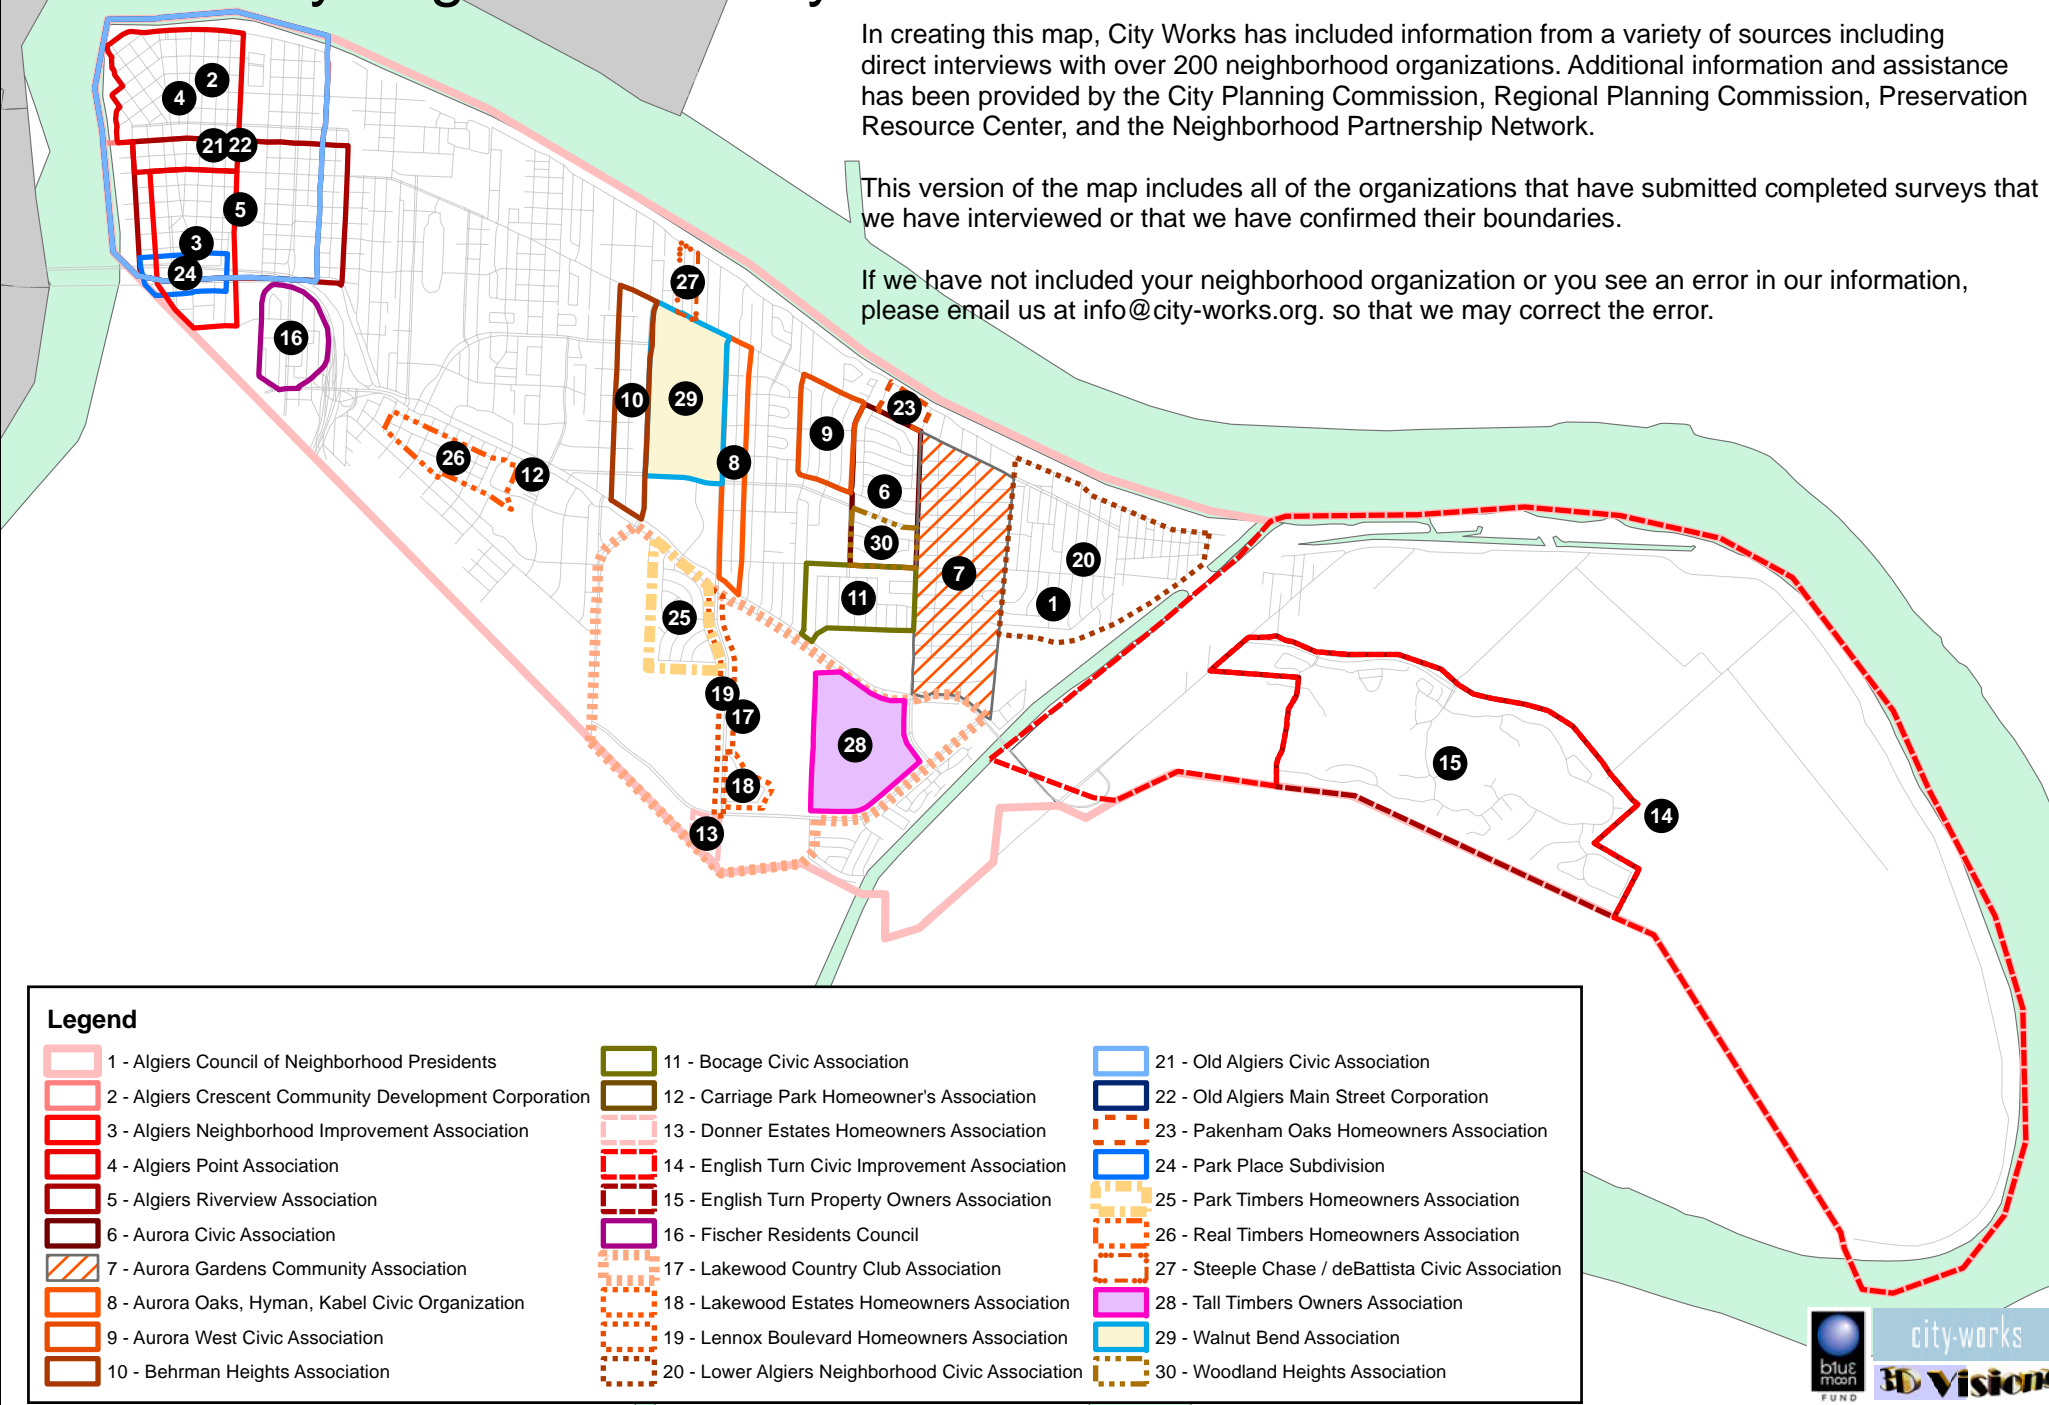 In creating this map, City Works has included information from a variety of sources including
direct interviews with over 200 neighborhood organizations. Additional information and assistance
has been provided by the City Planning Commission, Regional Planning Commission, Preservation
Resource Center, and the Neighborhood Partnership Network.
This version of the map includes all of the organizations that have submitted completed surveys that
we have interviewed or that we have confirmed their boundaries.
If we have not included your neighborhood organization or you see an error in our information,
please email us at info@city-works.org. so that we may correct the error.
2
4
21 22
5
3
24
27
16
10
29
23
9
8
26
12
6
30
20
7
11
1
25
19
17
28
15
18
14
13
Legend
1 - Algiers Council of Neighborhood Presidents
2 - Algiers Crescent Community Development Corporation
3 - Algiers Neighborhood Improvement Association
4 - Algiers Point Association
5 - Algiers Riverview Association
6 - Aurora Civic Association
7 - Aurora Gardens Community Association
8 - Aurora Oaks, Hyman, Kabel Civic Organization
9 - Aurora West Civic Association
10 - Behrman Heights Association
11 - Bocage Civic Association
12 - Carriage Park Homeowner's Association
13 - Donner Estates Homeowners Association
14 - English Turn Civic Improvement Association
15 - English Turn Property Owners Association
16 - Fischer Residents Council
17 - Lakewood Country Club Association
18 - Lakewood Estates Homeowners Association
19 - Lennox Boulevard Homeowners Association
20 - Lower Algiers Neighborhood Civic Association
21 - Old Algiers Civic Association
22 - Old Algiers Main Street Corporation
23 - Pakenham Oaks Homeowners Association
24 - Park Place Subdivision
25 - Park Timbers Homeowners Association
26 - Real Timbers Homeowners Association
27 - Steeple Chase / deBattista Civic Association
28 - Tall Timbers Owners Association
29 - Walnut Bend Association
30 - Woodland Heights Association
blue
moon
FUND
city-works
3D Visions